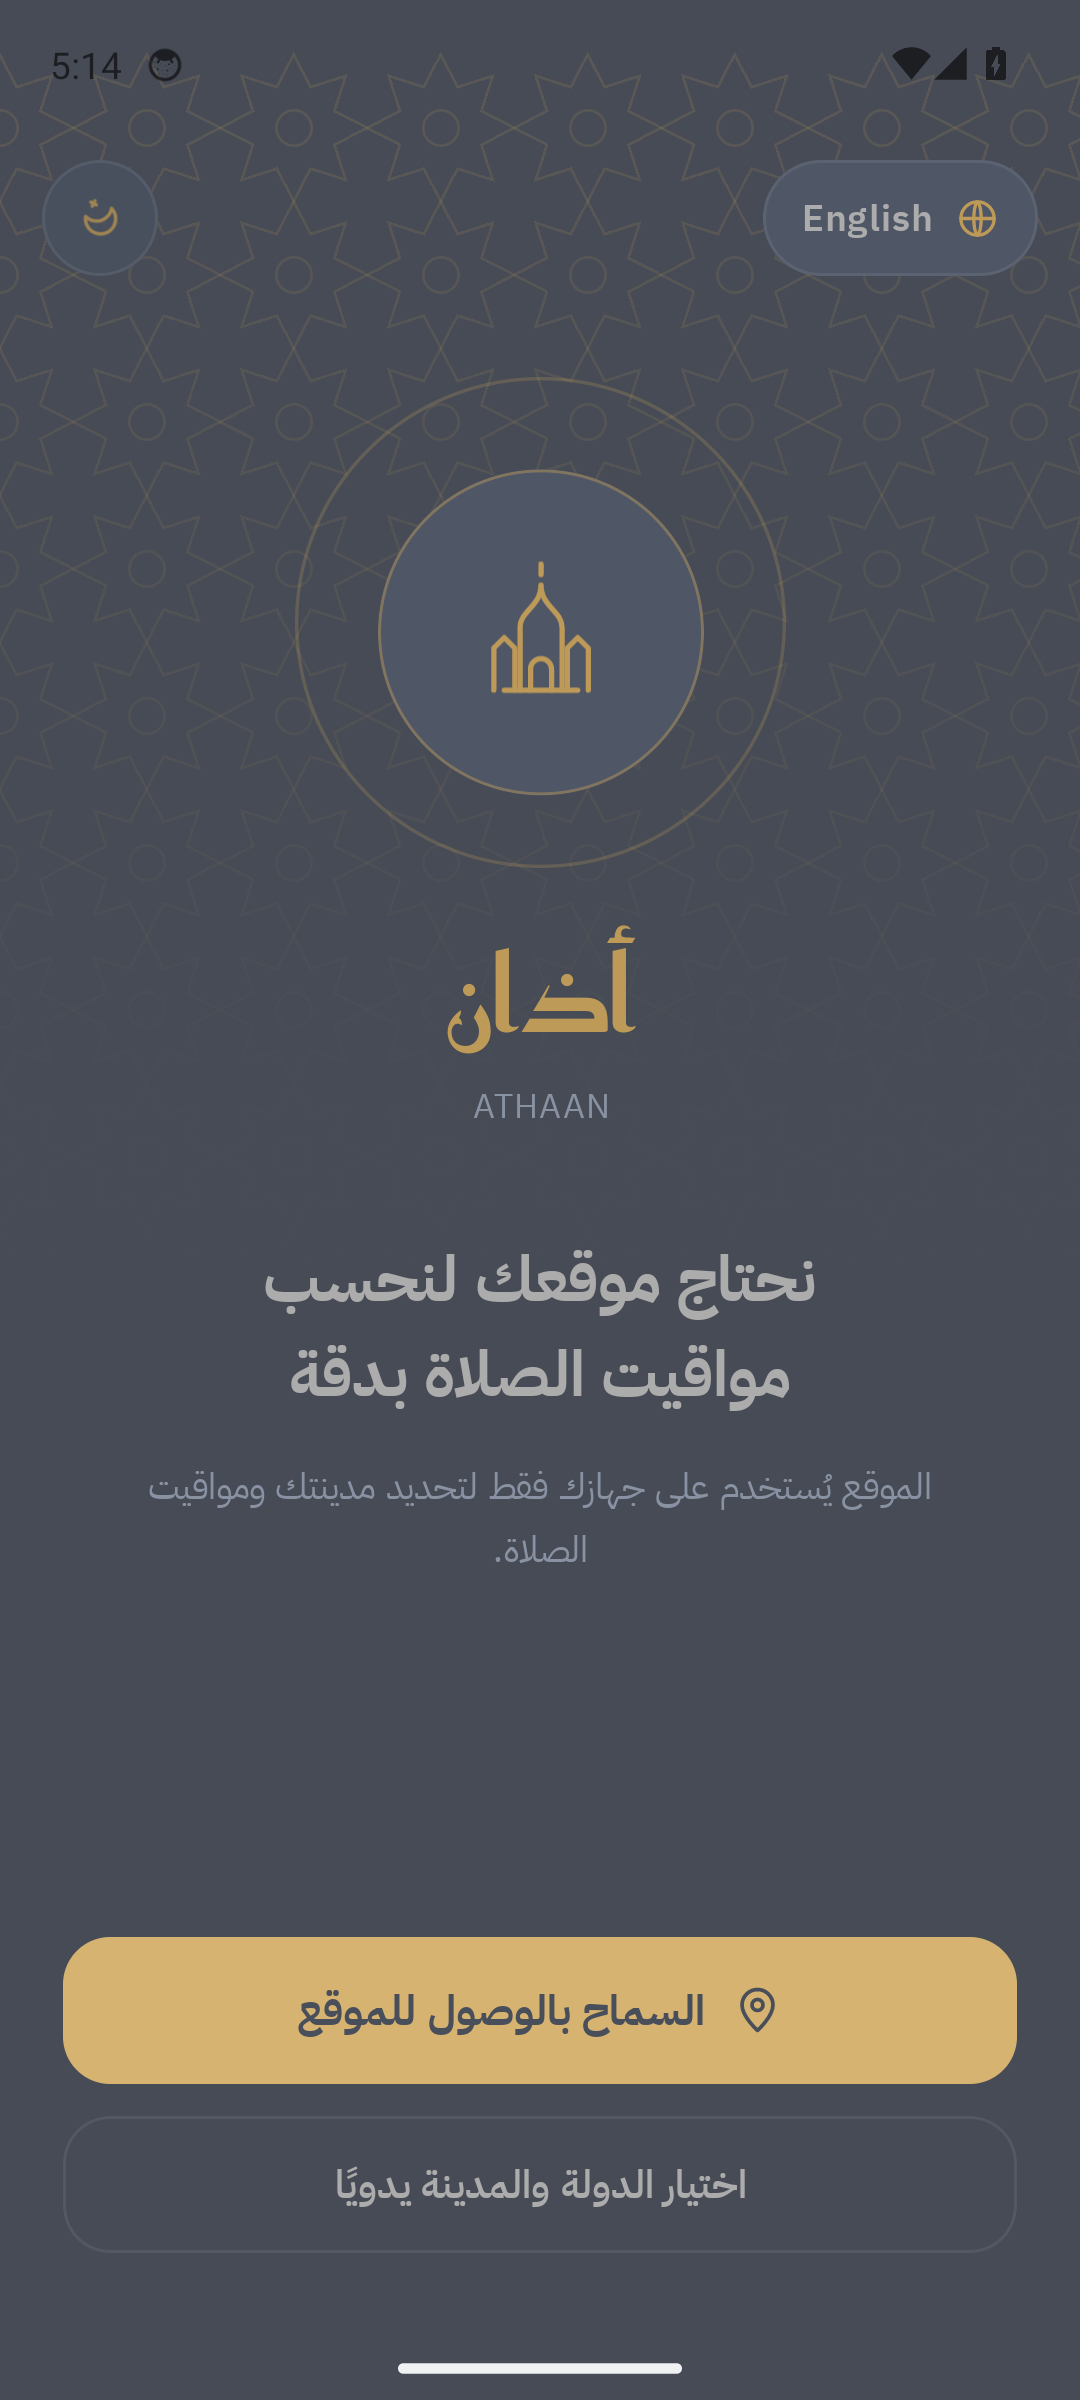 5:14
English
أذان
ATHAAN
نحتاج موقعك لنحسب
مواقيت الصلاة بدقة
الموقع يُستخدم على جهازك فقط لتحديد مدينتك ومواقيت
الصلاة.
السماح بالوصول للموقع
اختيار الدولة والمدينة يدويًا